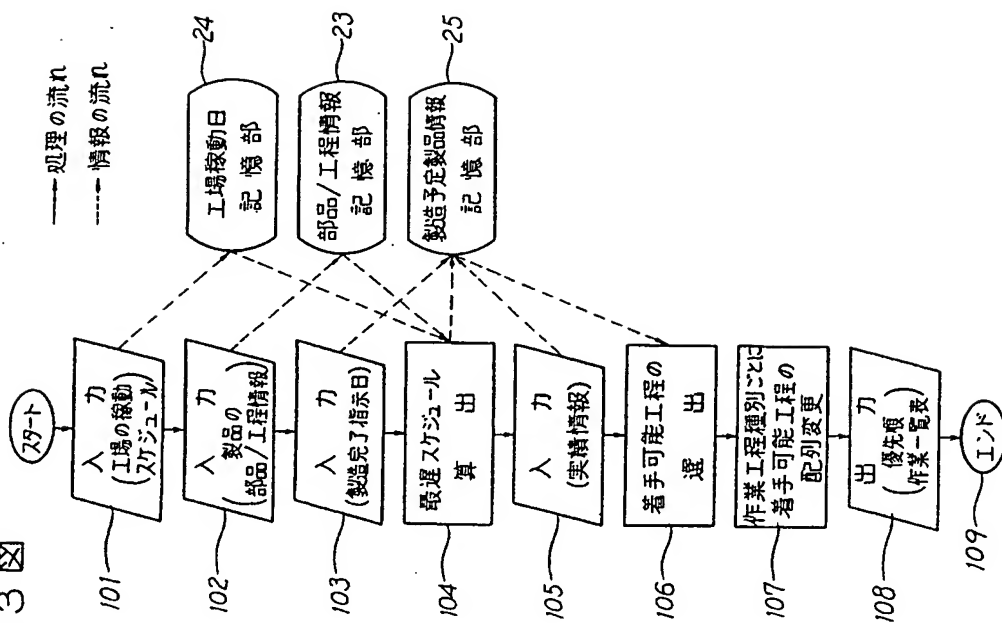 3 図
→ 処理の流れ
--→ 情報の流れ
スタート
101
入力
(工場の稼動
スケジュール)
102
入力
(製品の
部品/工程情報)
103
入力
(製造完了指示日)
104
最遅スケジュール
算出
105
入力
(実績情報)
106
着手可能工程の
選出
107
作業工程種別ごとに
着手可能工程の
配列変更
108
出力
(優先順
作業一覧表)
エンド
109
工場稼動日
記憶部
24
部品/工程情報
記憶部
23
製造予定製品情報
記憶部
25